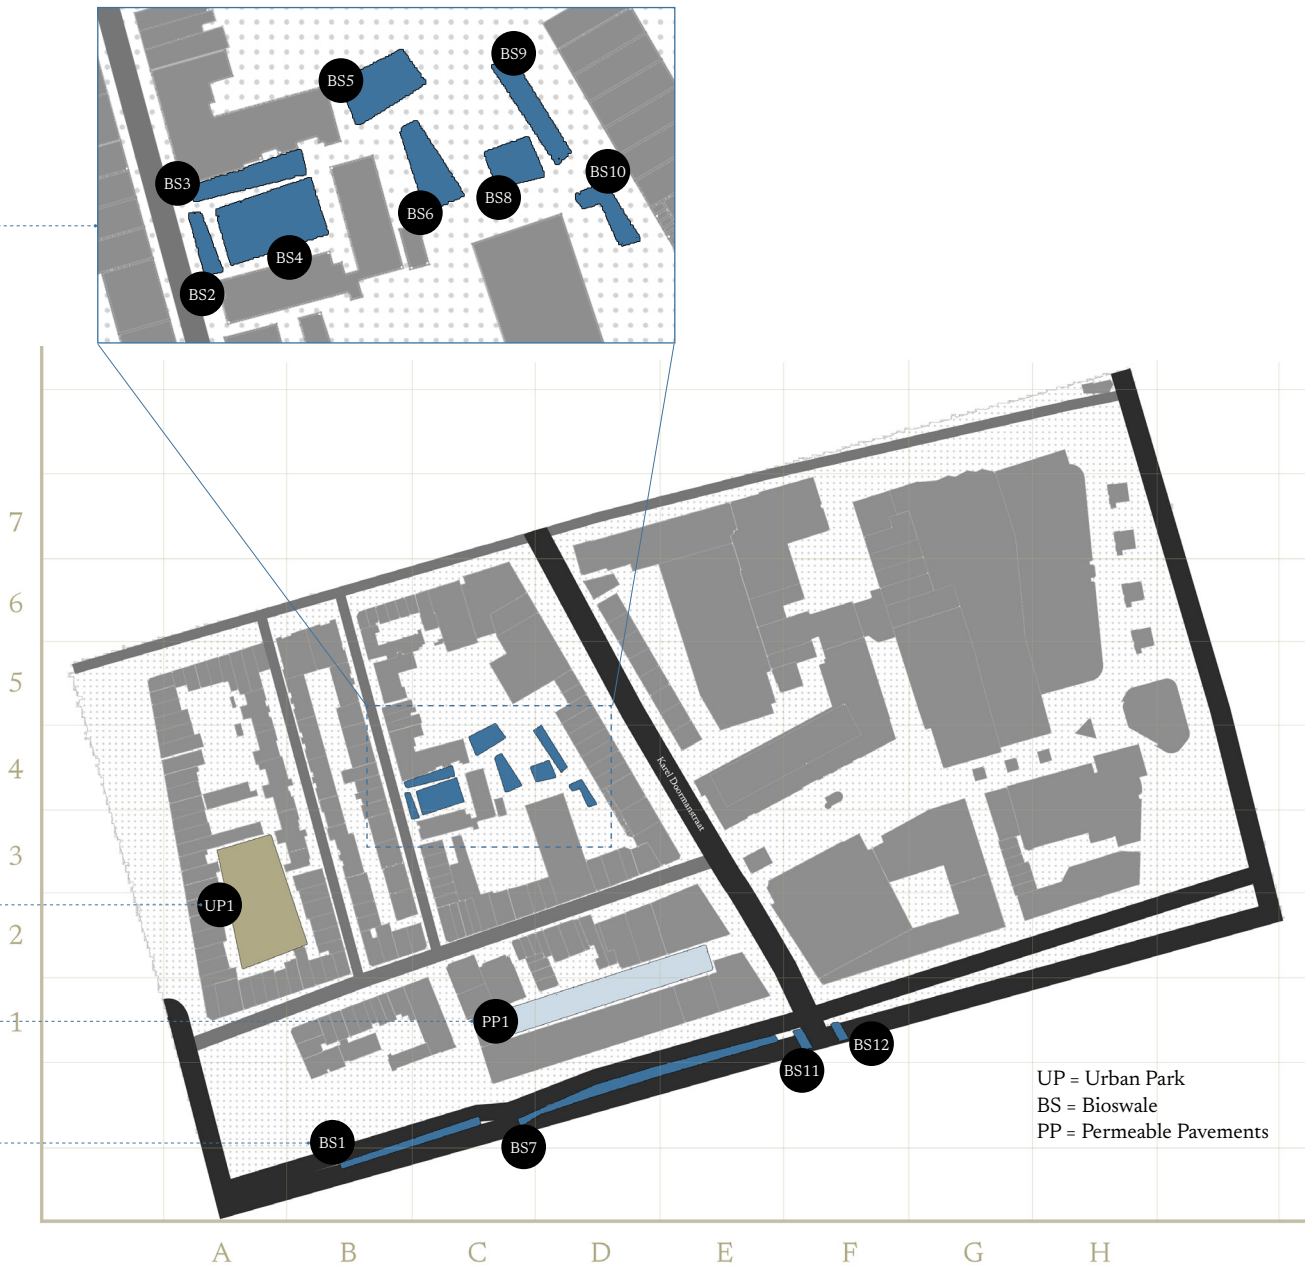 BS9
BS5
BS10
BS3
BS8
BS6
BS4
BS2
7
6
5
4
3
2
1
Karel Doormanstraat
UP1
PP1
BS12
BS11
BS1
BS7
UP = Urban Park
BS = Bioswale
PP = Permeable Pavements
A B C D E F G H